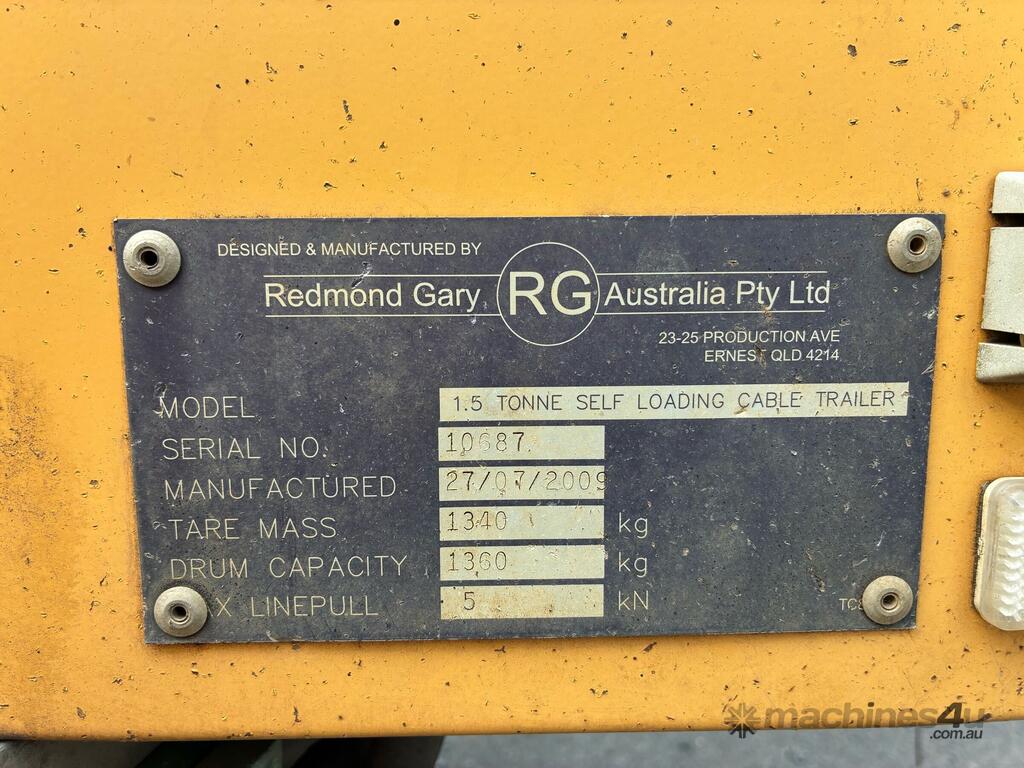 DESIGNED & MANUFACTURED BY
Redmond Gary RG Australia Pty Ltd
23-25 PRODUCTION AVE
ERNEST QLD 4214
MODEL 1.5 TONNE SELF LOADING CABLE TRAILER
SERIAL NO. 10687
MANUFACTURED 27/07/2009
TARE MASS 1340 kg
DRUM CAPACITY 1360 kg
X LINEPULL 5 kN
machines4u
.com.au